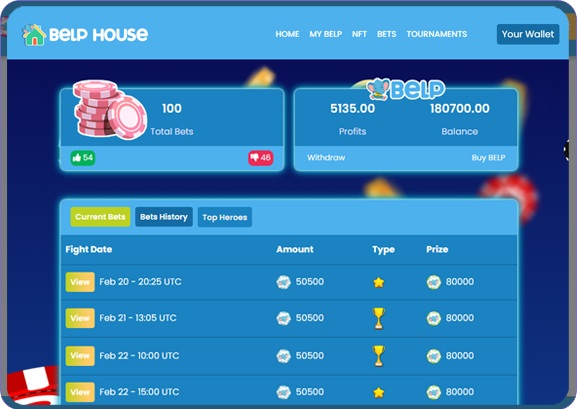 BELP HOUSE HOME MY BELP NFT BETS TOURNAMENTS Your Wallet
100
Total Bets
54 46
BELP
5135.00 180700.00
Profits Balance
Withdraw Buy BELP
Current Bets Bets History Top Heroes
Fight Date Amount Type Prize
View Feb 20 - 20:25 UTC 50500 80000
View Feb 21 - 13:05 UTC 50500 80000
View Feb 22 - 10:00 UTC 50500 80000
View Feb 22 - 15:00 UTC 50500 80000